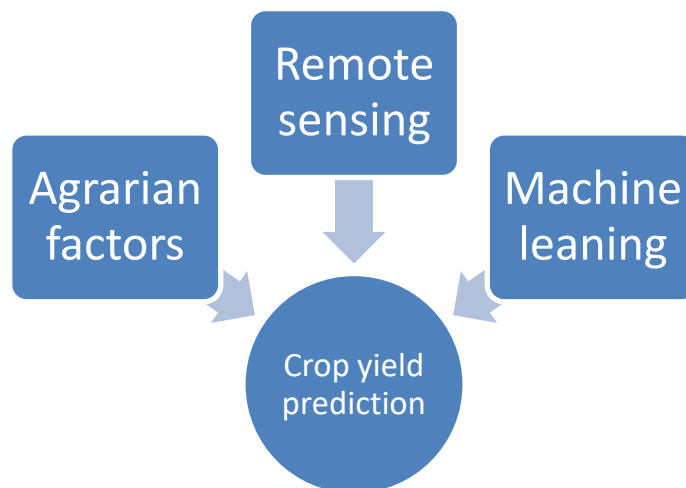 Remote
sensing
Agrarian
factors
Machine
leaning
Crop yield
prediction